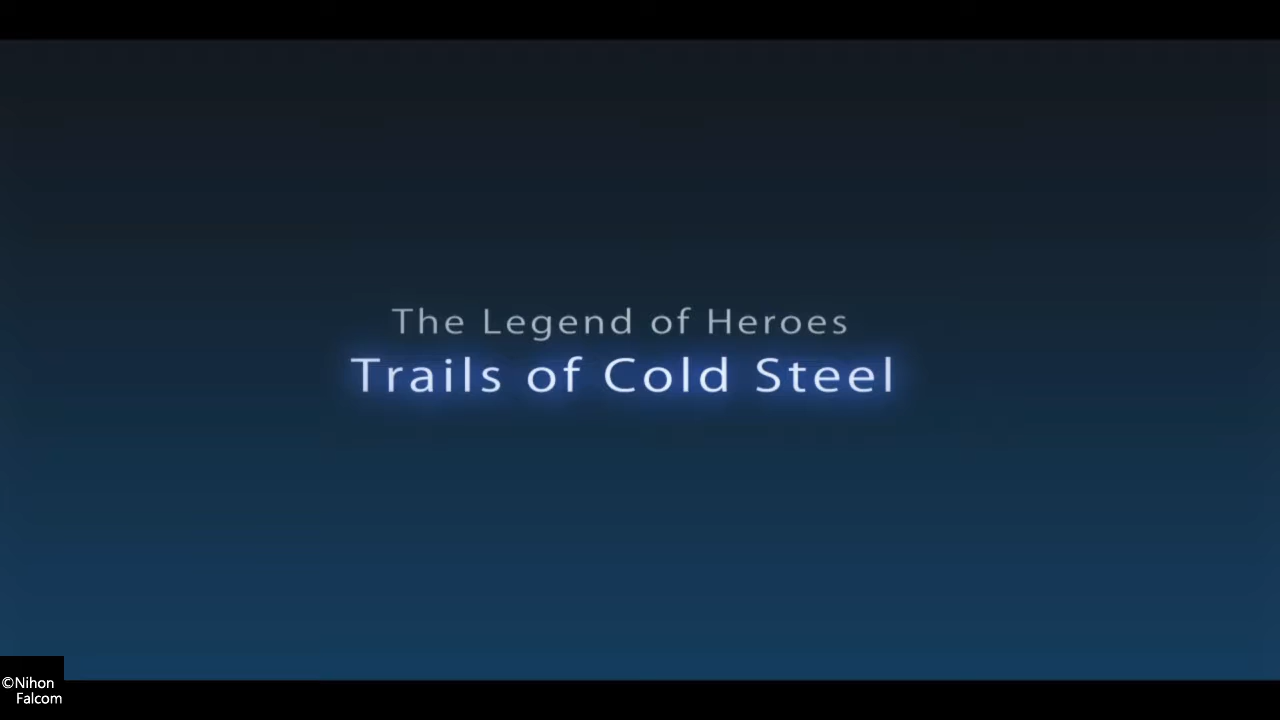 The Legend of Heroes
Trails of Cold Steel
©Nihon
Falcom